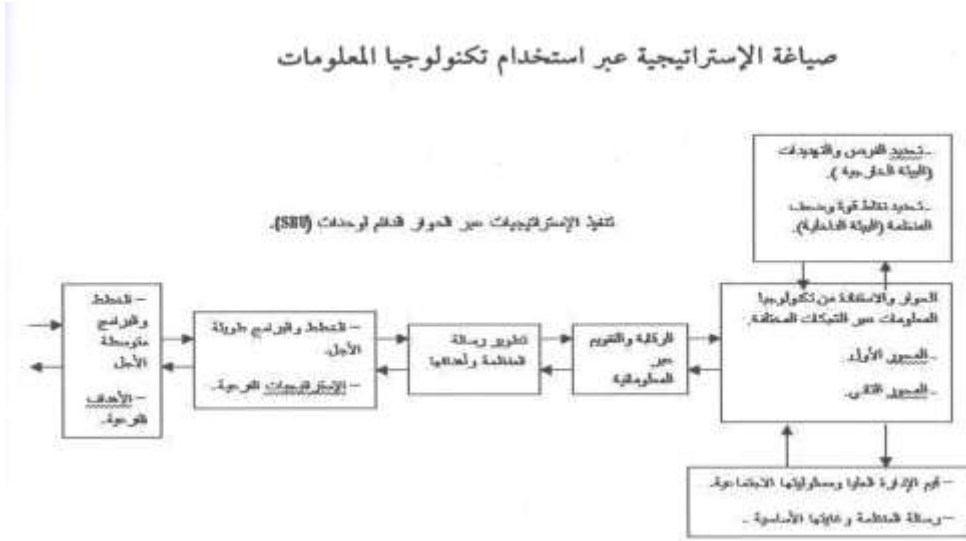 صياغة الإستراتيجية عبر استخدام تكنولوجيا المعلومات
ـ تحديد الفرص والتهديدات
(البيئة الخارجية ).
ـ تحديد نقاط قوة وضعف
المنظمة (البيئة الداخلية).
تنفيذ الإستراتيجيات عبر الحوار الدائم لوحدات (SBU).
الحوار والاستفادة من تكنولوجيا
المعلومات عبر الشبكات المختلفة.
ـ المحور الأول.
ـ المحور الثاني.
الرقابة والتقويم
عبر
المعلوماتية
تطوير رسالة
المنظمة وأهدافها
– الخطط والبرامج طويلة
الأجل.
– الإستراتيجيات الفرعية.
– الخطط
والبرامج
متوسطة
الأجل
– الأهداف
الفرعية.
– قيم الإدارة العليا ومسئوليتها الاجتماعية.
– رسالة المنظمة وغايتها الأساسية .